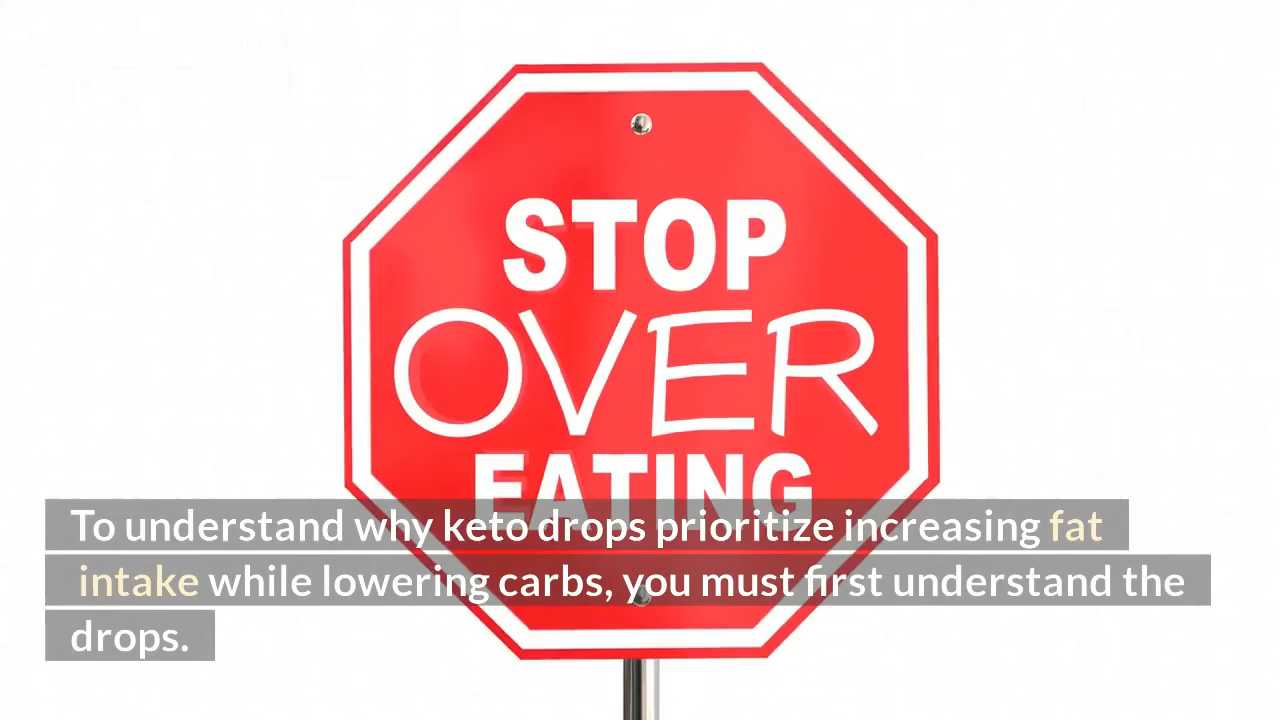 STOP
OVER
EATING
To understand why keto drops prioritize increasing fat
intake while lowering carbs, you must first understand the
drops.